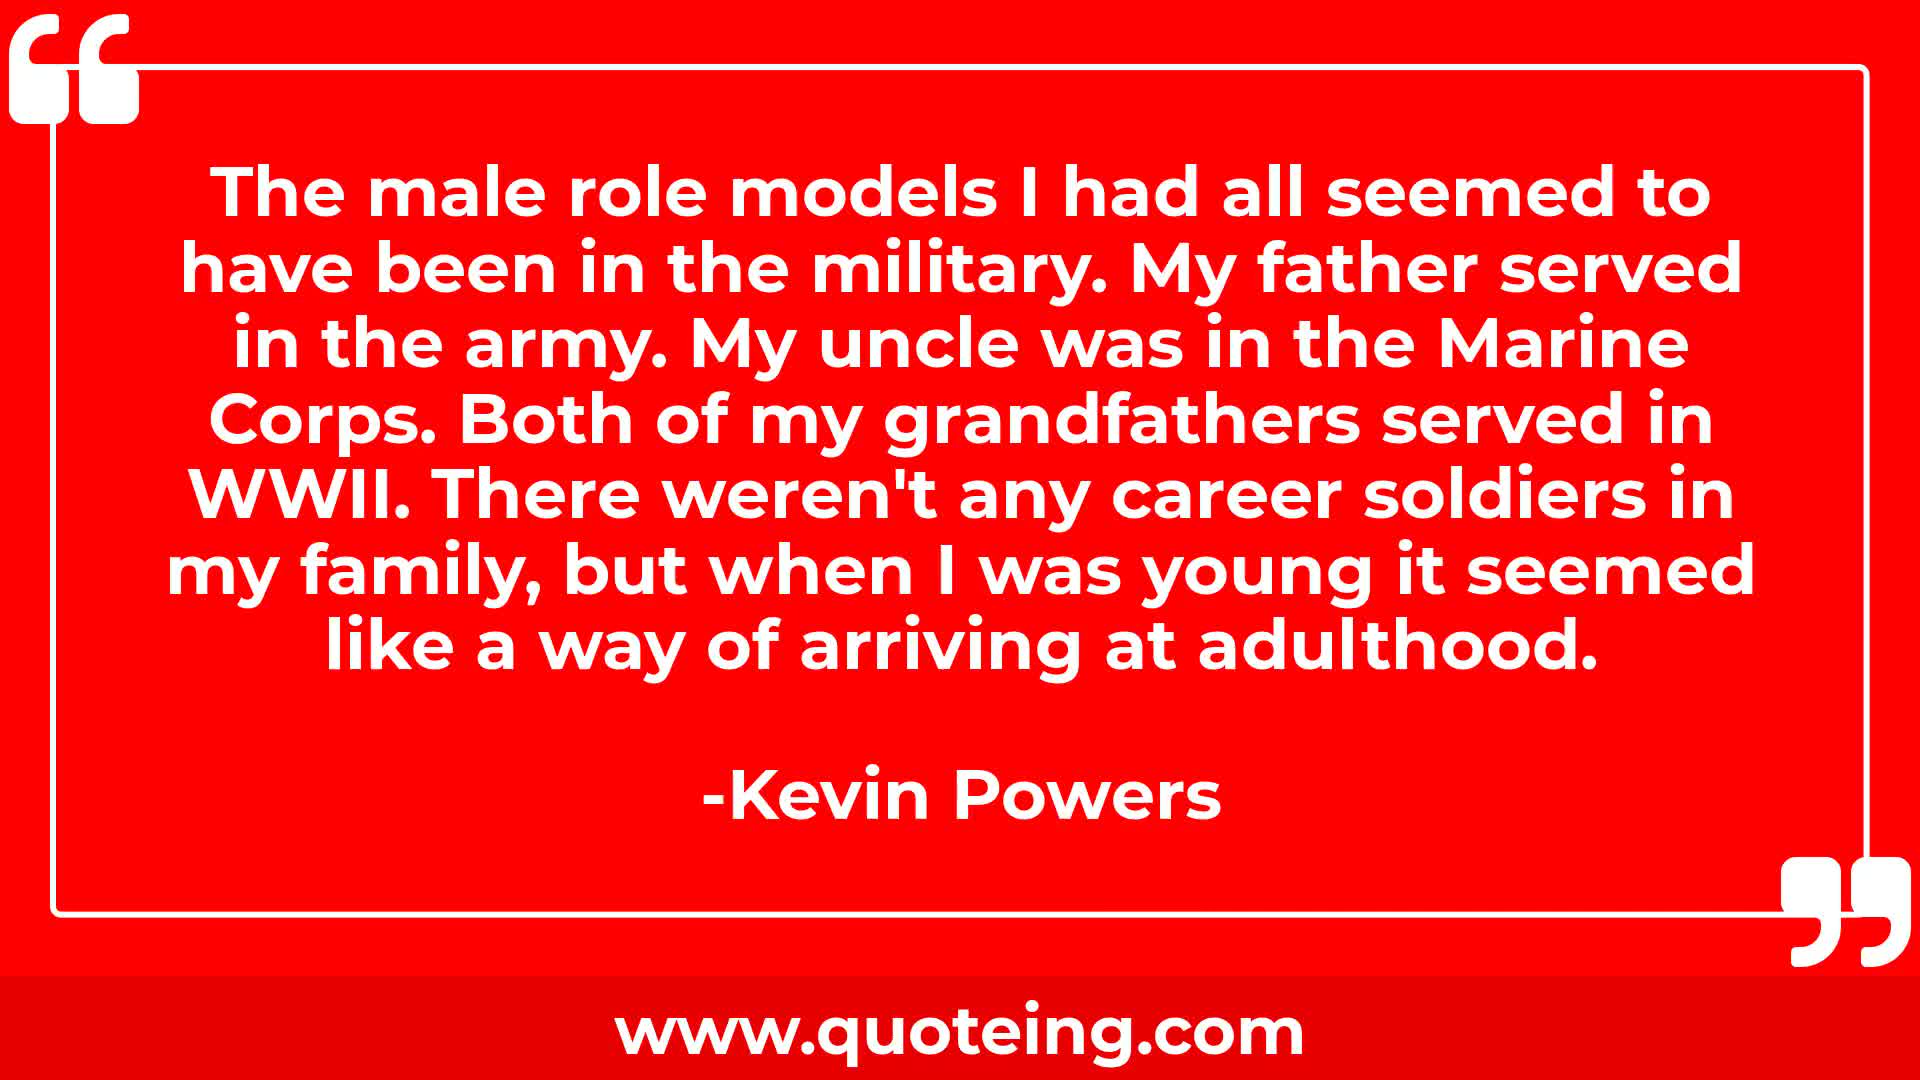 The male role models I had all seemed to
have been in the military. My father served
in the army. My uncle was in the Marine
Corps. Both of my grandfathers served in
WWII. There weren't any career soldiers in
my family, but when I was young it seemed
like a way of arriving at adulthood.
-Kevin Powers
www.quoteing.com